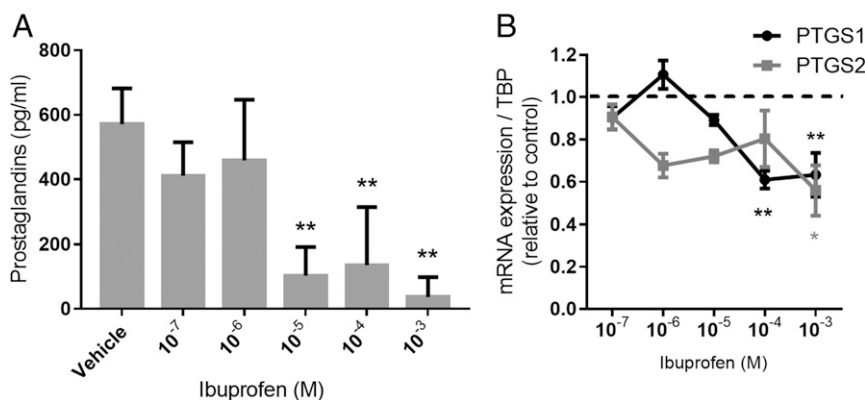 A
800
600
400
200
0
Prostaglandins (pg/ml)
**
**
**
Vehicle
10-7
10-6
10-5
10-4
10-3
Ibuprofen (M)
B
PTGS1
PTGS2
1.2
1.0
0.8
0.6
0.4
0.2
0.0
mRNA expression / TBP
(relative to control)
**
**
*
10-7
10-6
10-5
10-4
10-3
Ibuprofen (M)